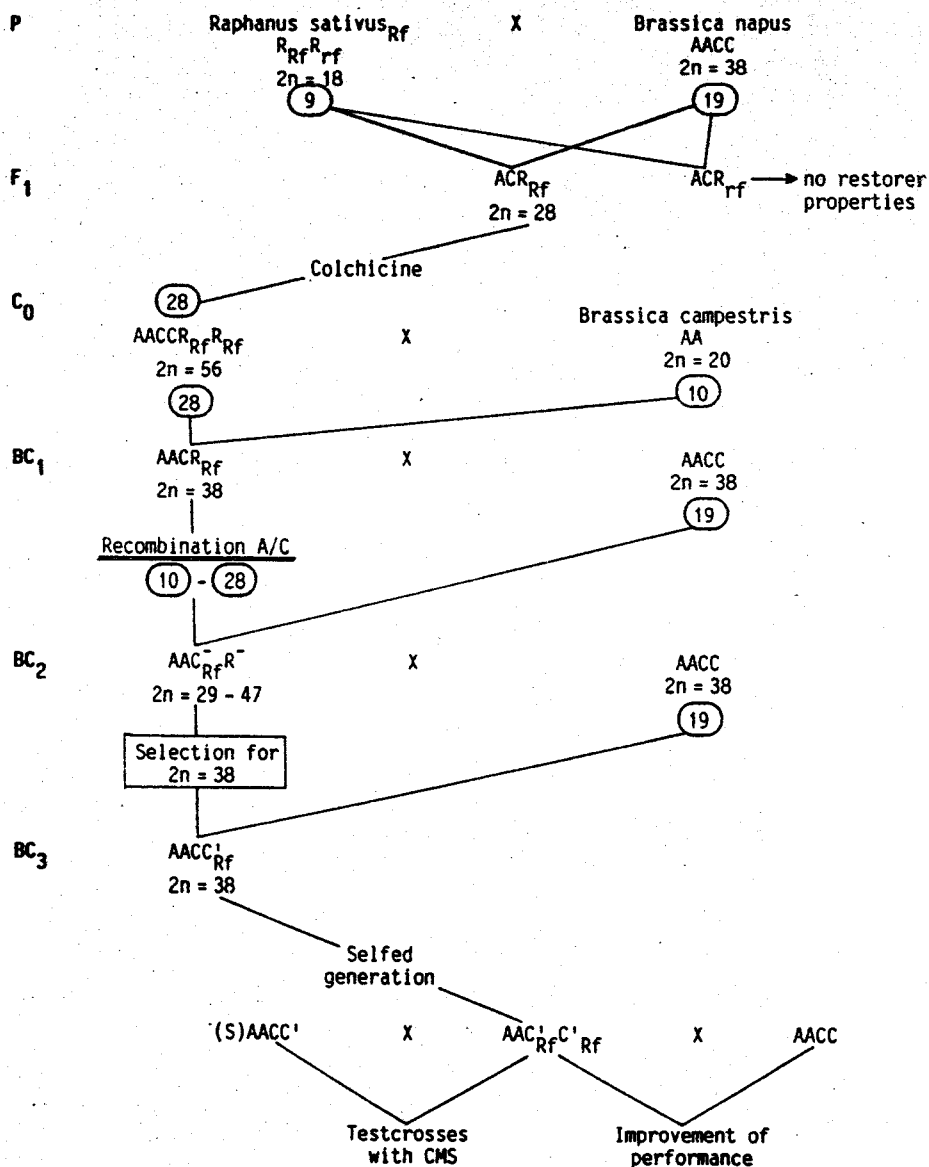 P Raphanus sativus Rf X Brassica napus
R Rf R rf AACC
2n = 18 2n = 38
9 19
F1 ACR Rf ACR rf → no restorer
2n = 28 properties
Colchicine
C0 28
AACCR Rf R Rf X Brassica campestris
2n = 56 AA
28 2n = 20
10
BC1 AACR Rf X AACC
2n = 38 2n = 38
19
Recombination A/C
10 - 28
BC2 AAC⁻ Rf R⁻ X AACC
2n = 29 - 47 2n = 38
19
Selection for
2n = 38
BC3 AACC' Rf
2n = 38
Selfed
generation
(S)AACC' X AAC' Rf C' Rf X AACC
Testcrosses Improvement of
with CMS performance